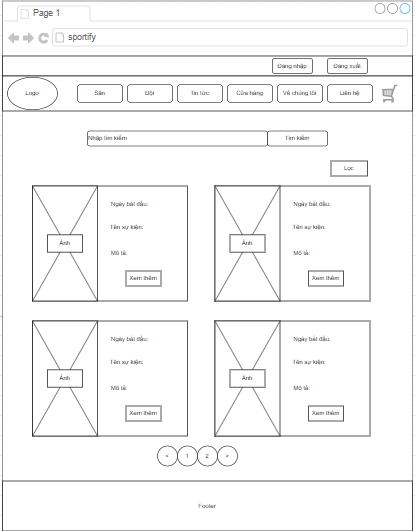 Page 1
sportify
Đăng nhập Đăng xuất
Logo Sân Đội Tin tức Cửa hàng Về chúng tôi Liên hệ
Nhập tìm kiếm Tìm kiếm
Lọc
Ngày bắt đầu: Ngày bắt đầu:
Tên sự kiện: Tên sự kiện:
Ảnh Ảnh
Mô tả: Mô tả:
Xem thêm Xem thêm
Ngày bắt đầu: Ngày bắt đầu:
Tên sự kiện: Tên sự kiện:
Ảnh Ảnh
Mô tả: Mô tả:
Xem thêm Xem thêm
< 1 2 >
Footer